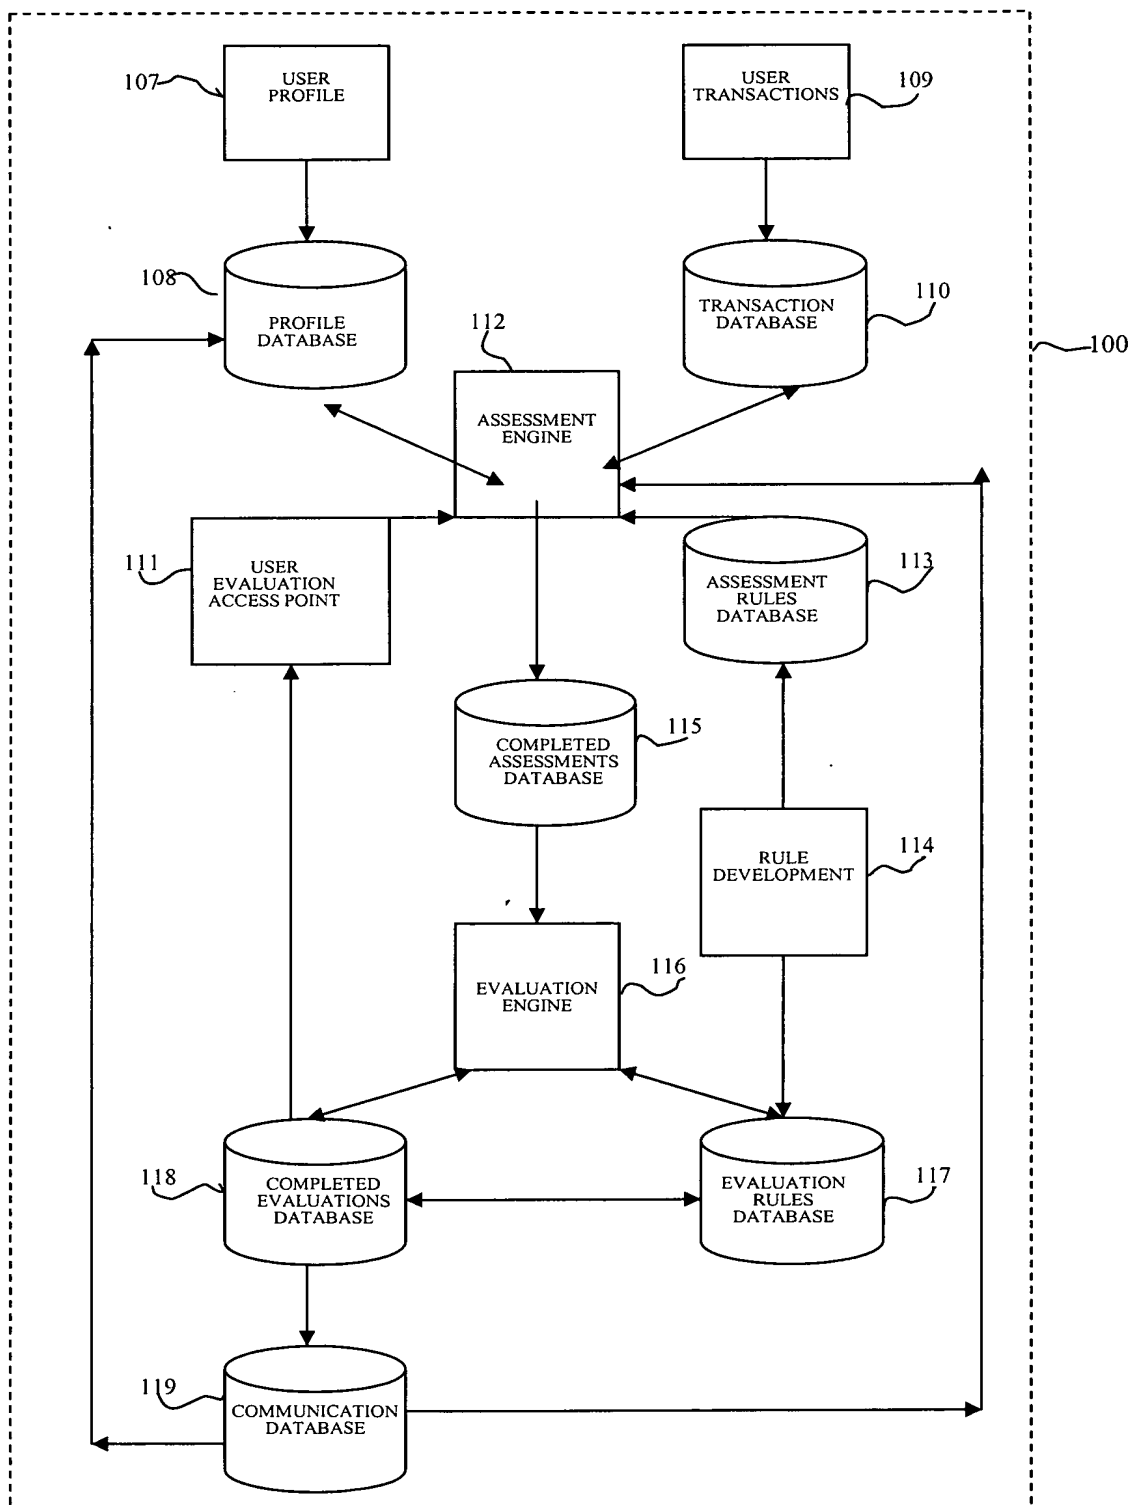 107
USER
PROFILE
USER
TRANSACTIONS
109
108
PROFILE
DATABASE
TRANSACTION
DATABASE
110
112
100
ASSESSMENT
ENGINE
111
USER
EVALUATION
ACCESS POINT
ASSESSMENT
RULES
DATABASE
113
COMPLETED
ASSESSMENTS
DATABASE
115
RULE
DEVELOPMENT
114
EVALUATION
ENGINE
116
118
COMPLETED
EVALUATIONS
DATABASE
EVALUATION
RULES
DATABASE
117
119
COMMUNICATION
DATABASE